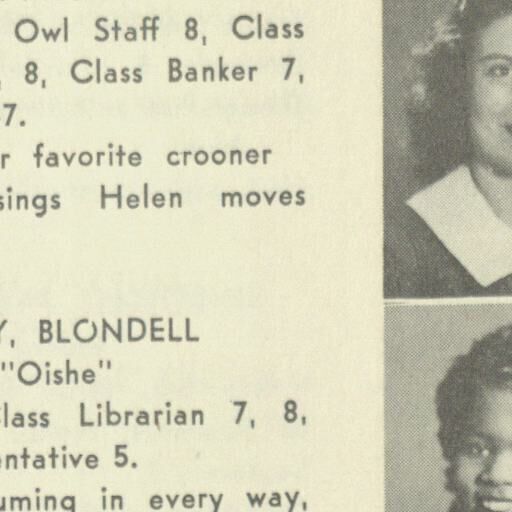 Owl Staff 8, Class
8, Class Banker 7,
7.
r favorite crooner
sings Helen moves
Y, BLONDELL
"Oishe"
Class Librarian 7, 8,
entative 5.
uming in every way,